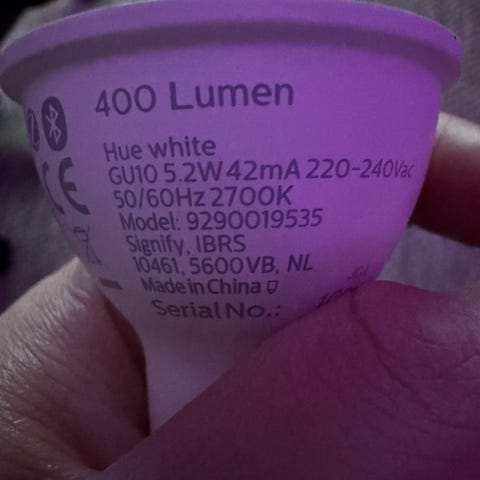 400 Lumen
Hue white
GU10 5.2W 42mA 220-240Vac
50/60Hz 2700K
Model: 9290019535
Signify, IBRS
10461, 5600VB, NL
Made in China
Serial No.: